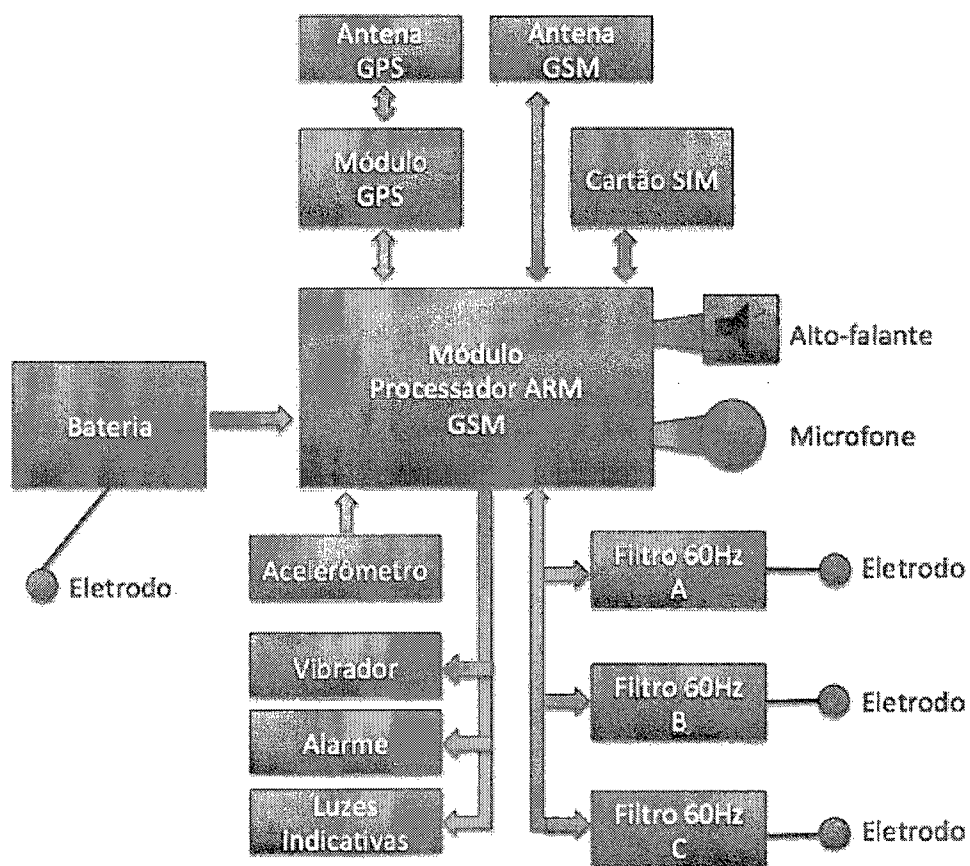 Antena
GPS
Antena
GSM
Módulo
GPS
Cartão SIM
Módulo
Processador ARM
GSM
Alto-falante
Bateria
Microfone
Eletrodo
Acelerômetro
Filtro 60Hz
A
Eletrodo
Vibrador
Filtro 60Hz
B
Eletrodo
Alarme
Luzes
Indicativas
Filtro 60Hz
C
Eletrodo